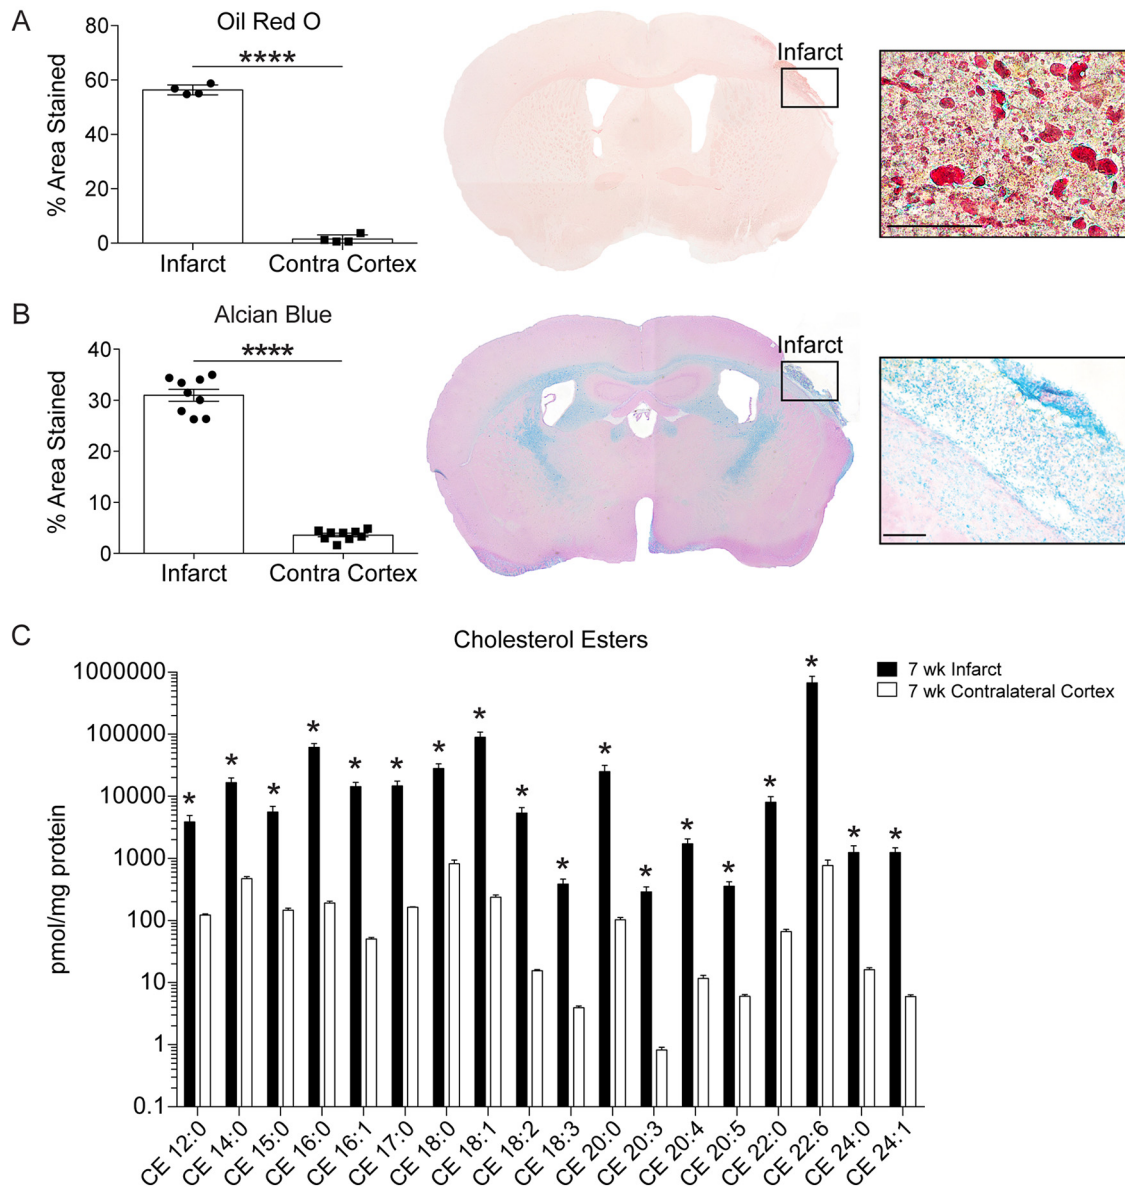 A
Oil Red O
****
% Area Stained
80
60
40
20
0
Infarct
Contra Cortex
Infarct
B
Alcian Blue
****
% Area Stained
40
30
20
10
0
Infarct
Contra Cortex
Infarct
C
Cholesterol Esters
pmol/mg protein
1000000
100000
10000
1000
100
10
1
0.1
* * * * * * * * * * * * * * * * * *
7 wk Infarct
7 wk Contralateral Cortex
CE 12:0
CE 14:0
CE 15:0
CE 16:0
CE 16:1
CE 17:0
CE 18:0
CE 18:1
CE 18:2
CE 18:3
CE 20:0
CE 20:3
CE 20:4
CE 20:5
CE 22:0
CE 22:6
CE 24:0
CE 24:1